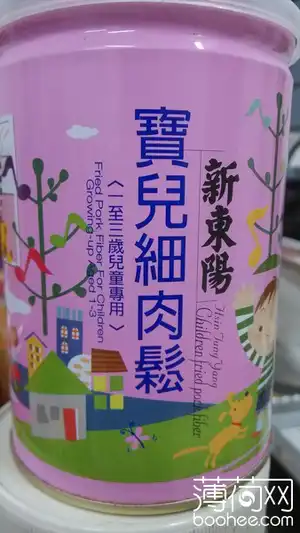 新東陽
Hsin Tung Yang
Children fried pork fiber
寶兒細肉鬆
〈一至三歲兒童專用〉
Fried Pork Fiber For Children
Growing-up Aged 1-3
薄荷网
boohee.com